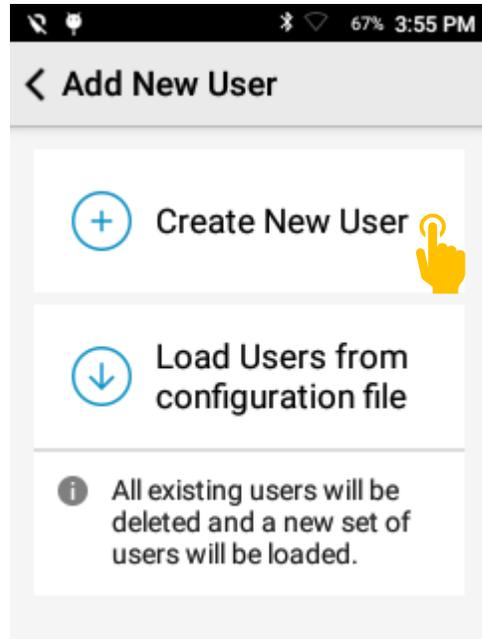 67% 3:55 PM
Add New User
Create New User
Load Users from
configuration file
All existing users will be
deleted and a new set of
users will be loaded.